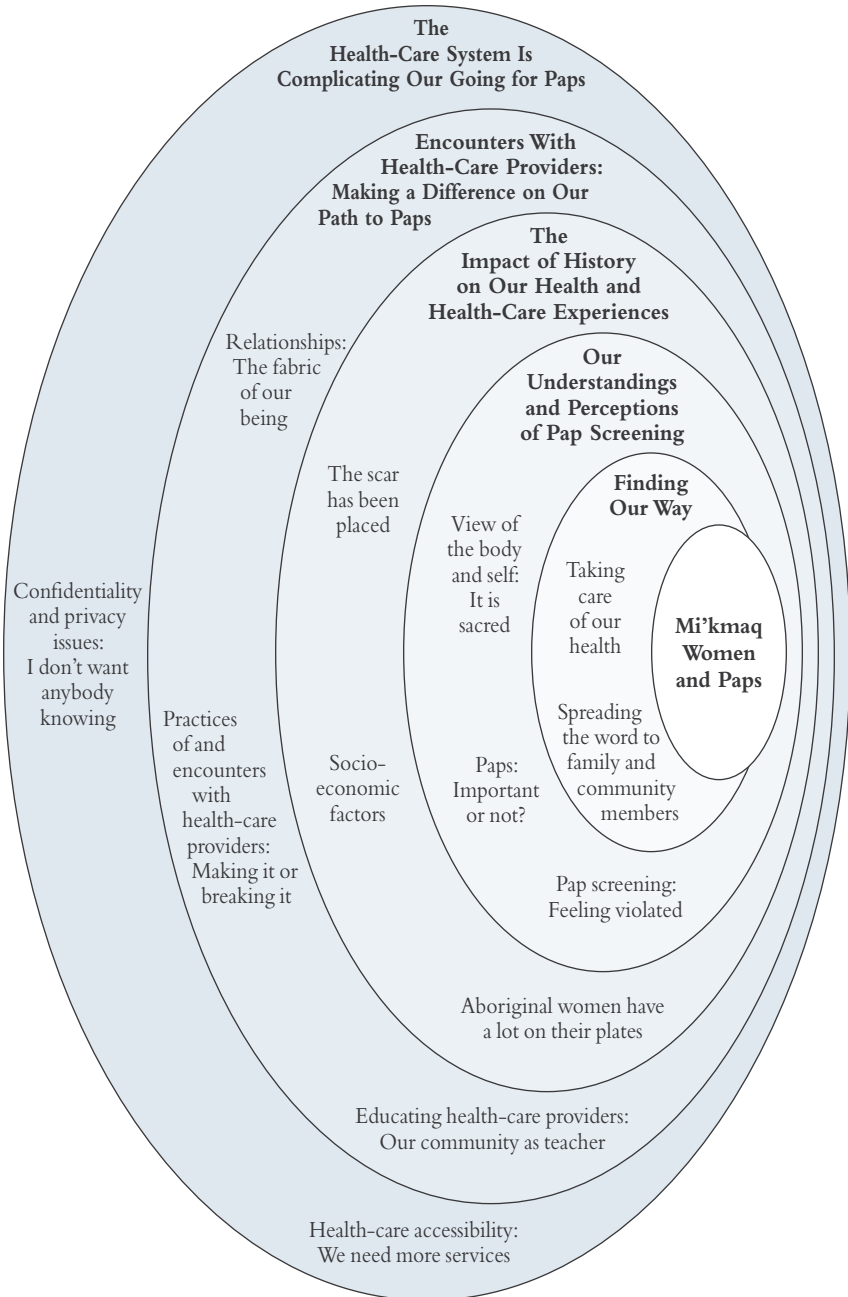 The
Health-Care System Is
Complicating Our Going for Paps
Encounters With
Health-Care Providers:
Making a Difference on Our
Path to Paps
The
Impact of History
on Our Health and
Health-Care Experiences
Relationships:
The fabric
of our
being
Our
Understandings
and Perceptions
of Pap Screening
The scar
has been
placed
Finding
Our Way
View of
the body
and self:
It is
sacred
Taking
care
of our
health
Confidentiality
and privacy
issues:
I don't want
anybody
knowing
Mi'kmaq
Women
and Paps
Practices
of and
encounters
with
health-care
providers:
Making it or
breaking it
Socio-
economic
factors
Paps:
Important
or not?
Spreading
the word to
family and
community
members
Pap screening:
Feeling violated
Aboriginal women have
a lot on their plates
Educating health-care providers:
Our community as teacher
Health-care accessibility:
We need more services